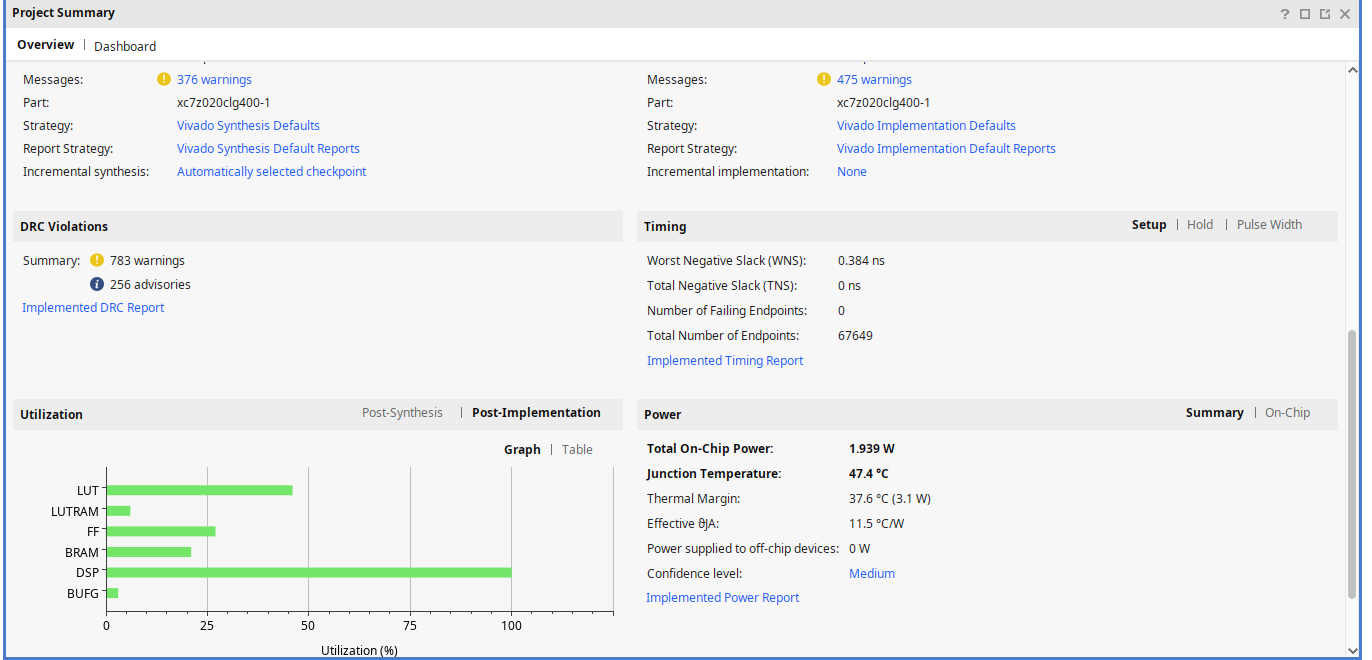 Project Summary
Overview | Dashboard
Messages: 376 warnings
Part: xc7z020clg400-1
Strategy: Vivado Synthesis Defaults
Report Strategy: Vivado Synthesis Default Reports
Incremental synthesis: Automatically selected checkpoint
Messages: 475 warnings
Part: xc7z020clg400-1
Strategy: Vivado Implementation Defaults
Report Strategy: Vivado Implementation Default Reports
Incremental implementation: None
DRC Violations
Summary: 783 warnings
256 advisories
Implemented DRC Report
Timing Setup | Hold | Pulse Width
Worst Negative Slack (WNS): 0.384 ns
Total Negative Slack (TNS): 0 ns
Number of Failing Endpoints: 0
Total Number of Endpoints: 67649
Implemented Timing Report
Utilization Post-Synthesis | Post-Implementation
Graph | Table
LUT
LUTRAM
FF
BRAM
DSP
BUFG
0 25 50 75 100
Utilization (%)
Power Summary | On-Chip
Total On-Chip Power: 1.939 W
Junction Temperature: 47.4 °C
Thermal Margin: 37.6 °C (3.1 W)
Effective ϑJA: 11.5 °C/W
Power supplied to off-chip devices: 0 W
Confidence level: Medium
Implemented Power Report